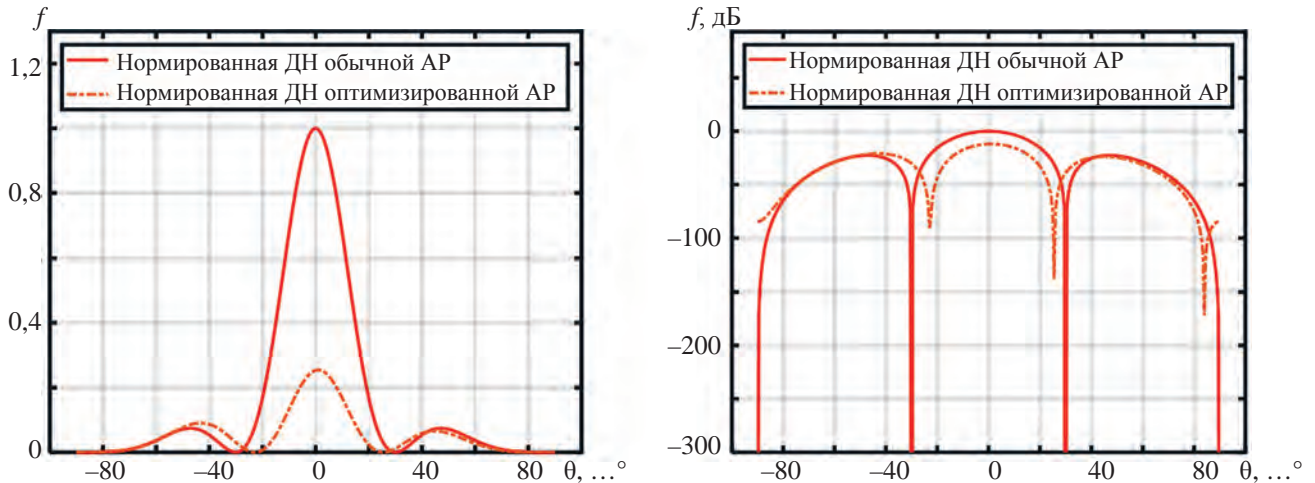 f
1,2
0,8
0,4
0
Нормированная ДН обычной АР
Нормированная ДН оптимизированной АР
–80
–40
0
40
80
θ, …°
f, дБ
0
–100
–200
–300
Нормированная ДН обычной АР
Нормированная ДН оптимизированной АР
–80
–40
0
40
80
θ, …°